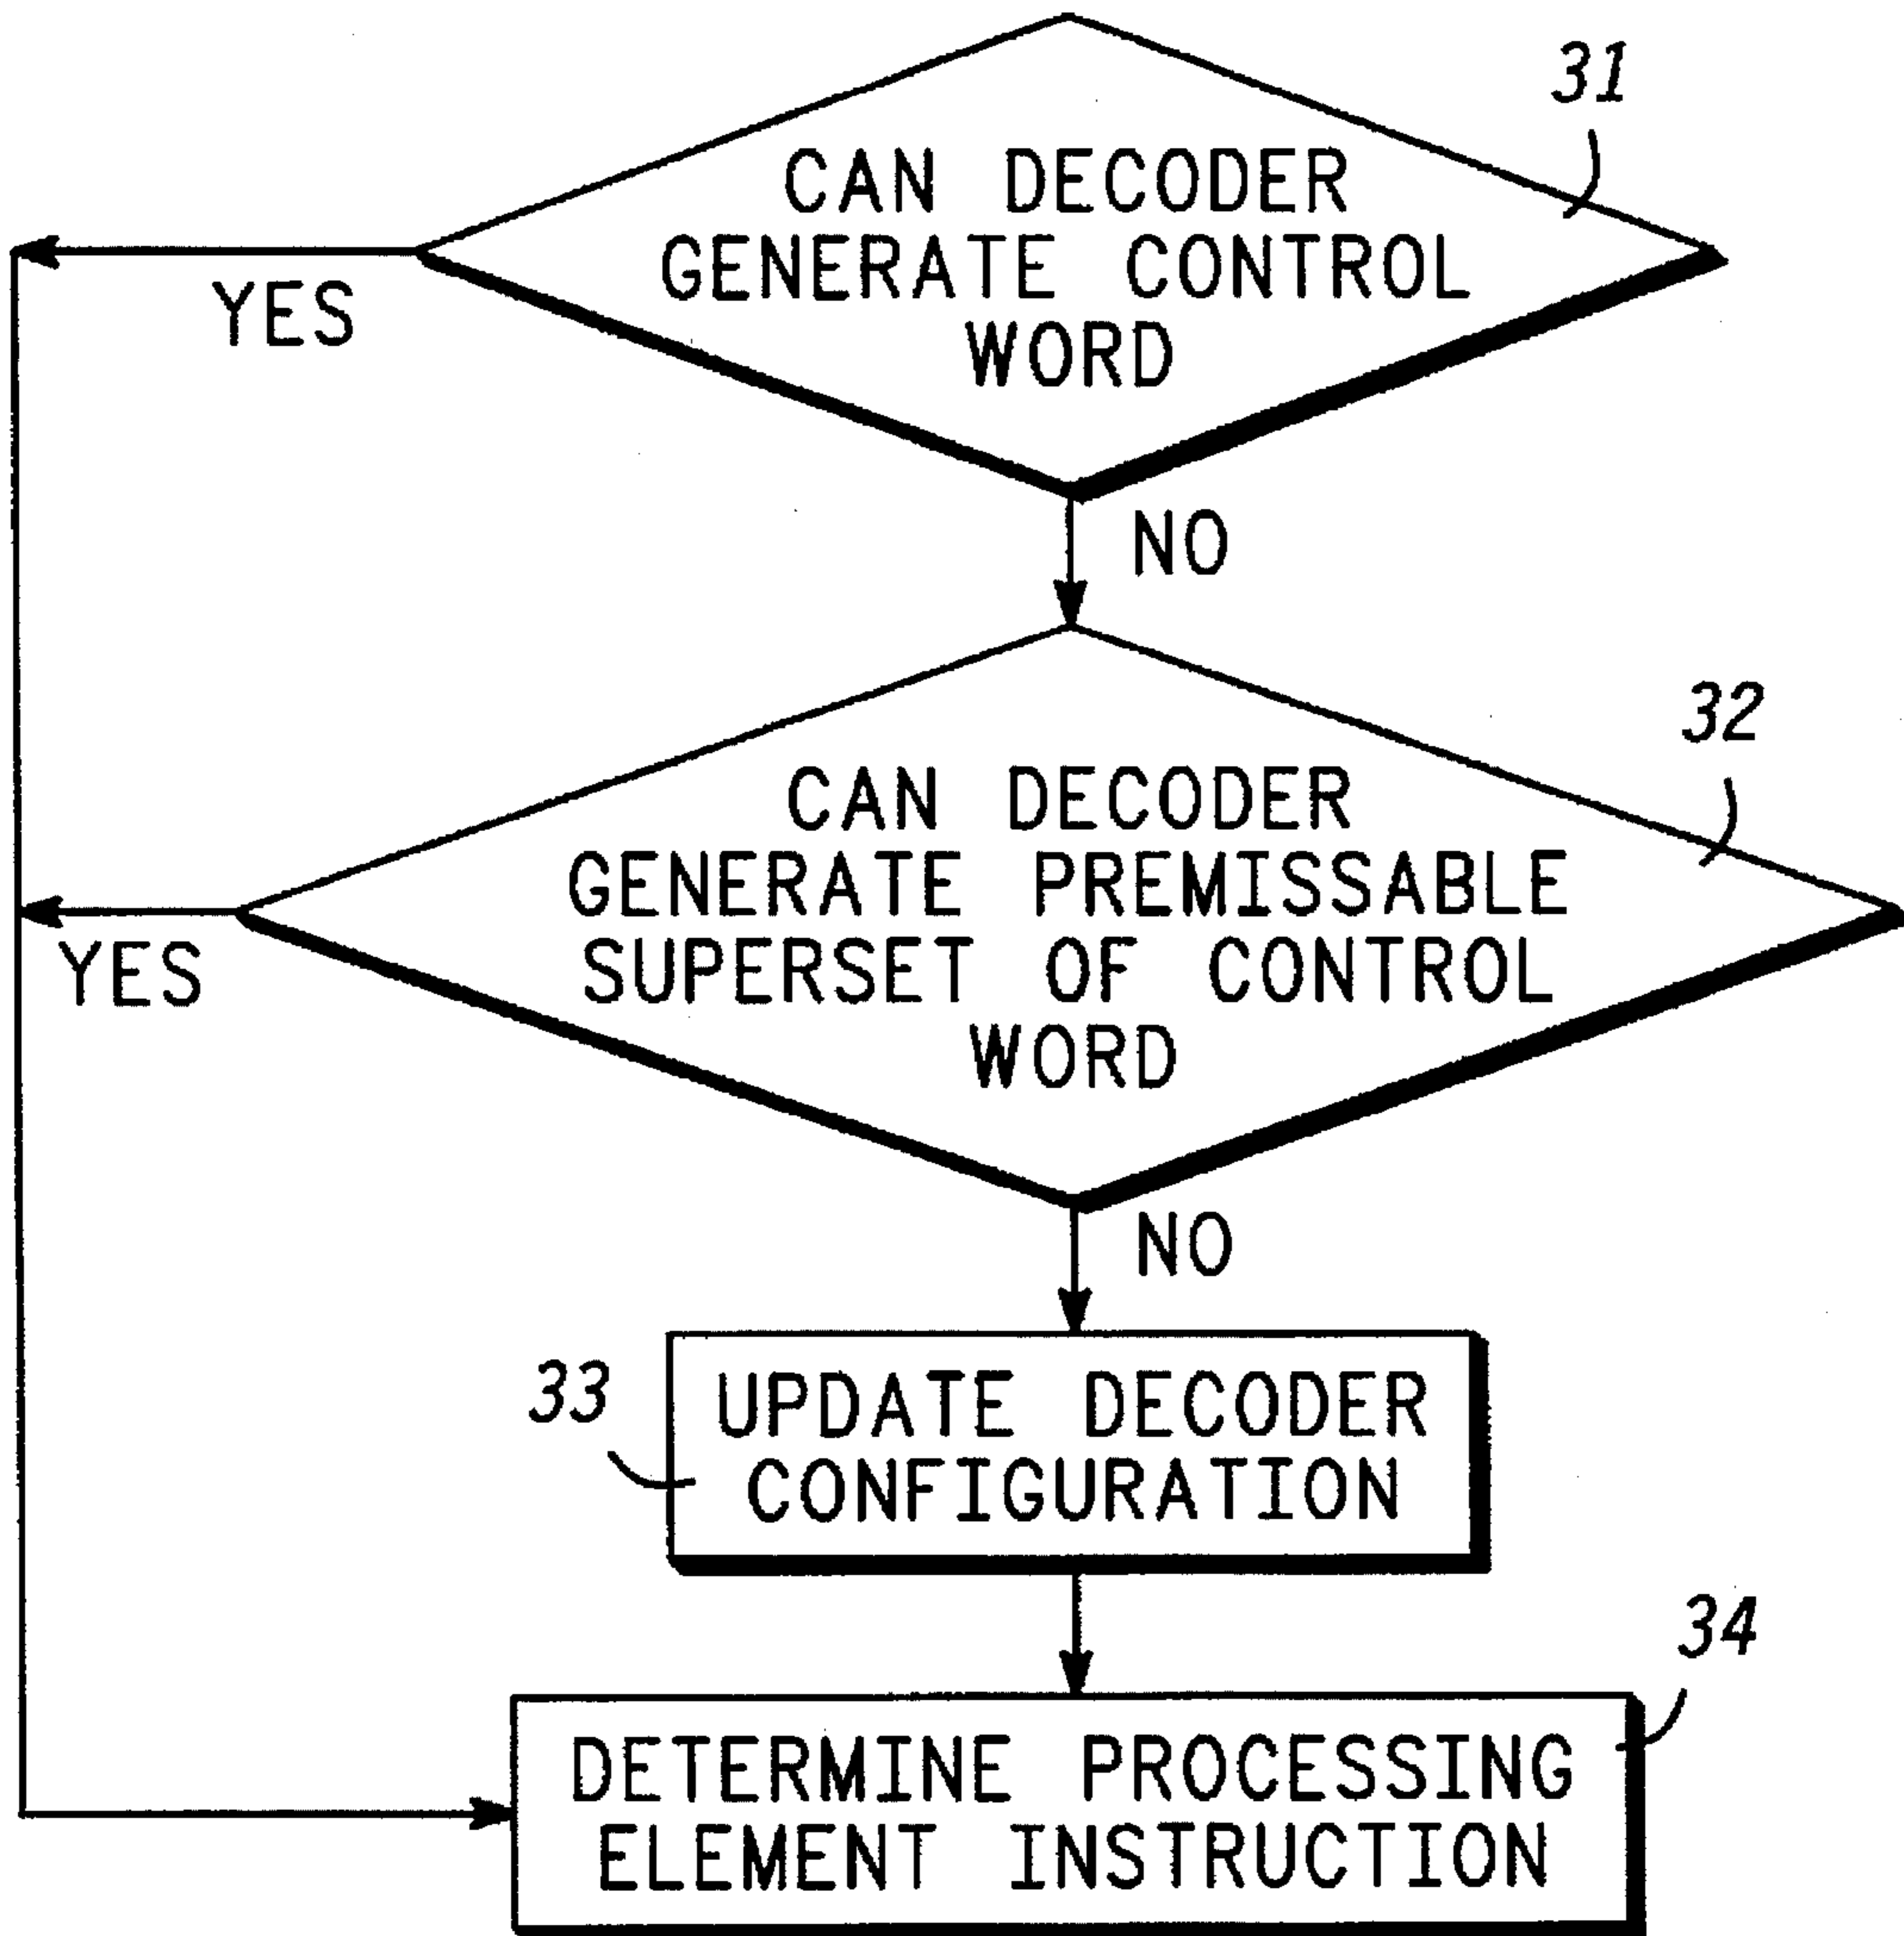 31
CAN DECODER
GENERATE CONTROL
WORD
YES
NO
32
CAN DECODER
GENERATE PREMISSABLE
SUPERSET OF CONTROL
WORD
YES
NO
33
UPDATE DECODER
CONFIGURATION
34
DETERMINE PROCESSING
ELEMENT INSTRUCTION